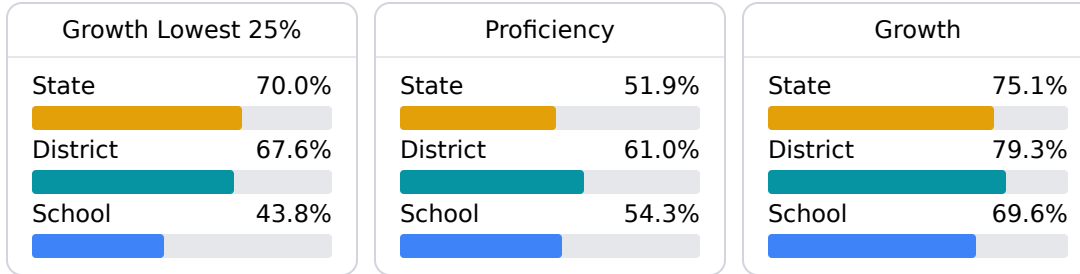 Growth Lowest 25%
State 70.0%
District 67.6%
School 43.8%
Proficiency
State 51.9%
District 61.0%
School 54.3%
Growth
State 75.1%
District 79.3%
School 69.6%